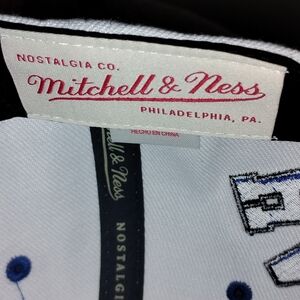 NOSTALGIA CO.
Mitchell & Ness
PHILADELPHIA, PA.
HECHO EN CHINA
Mitchell & Ness
NOSTALGIA